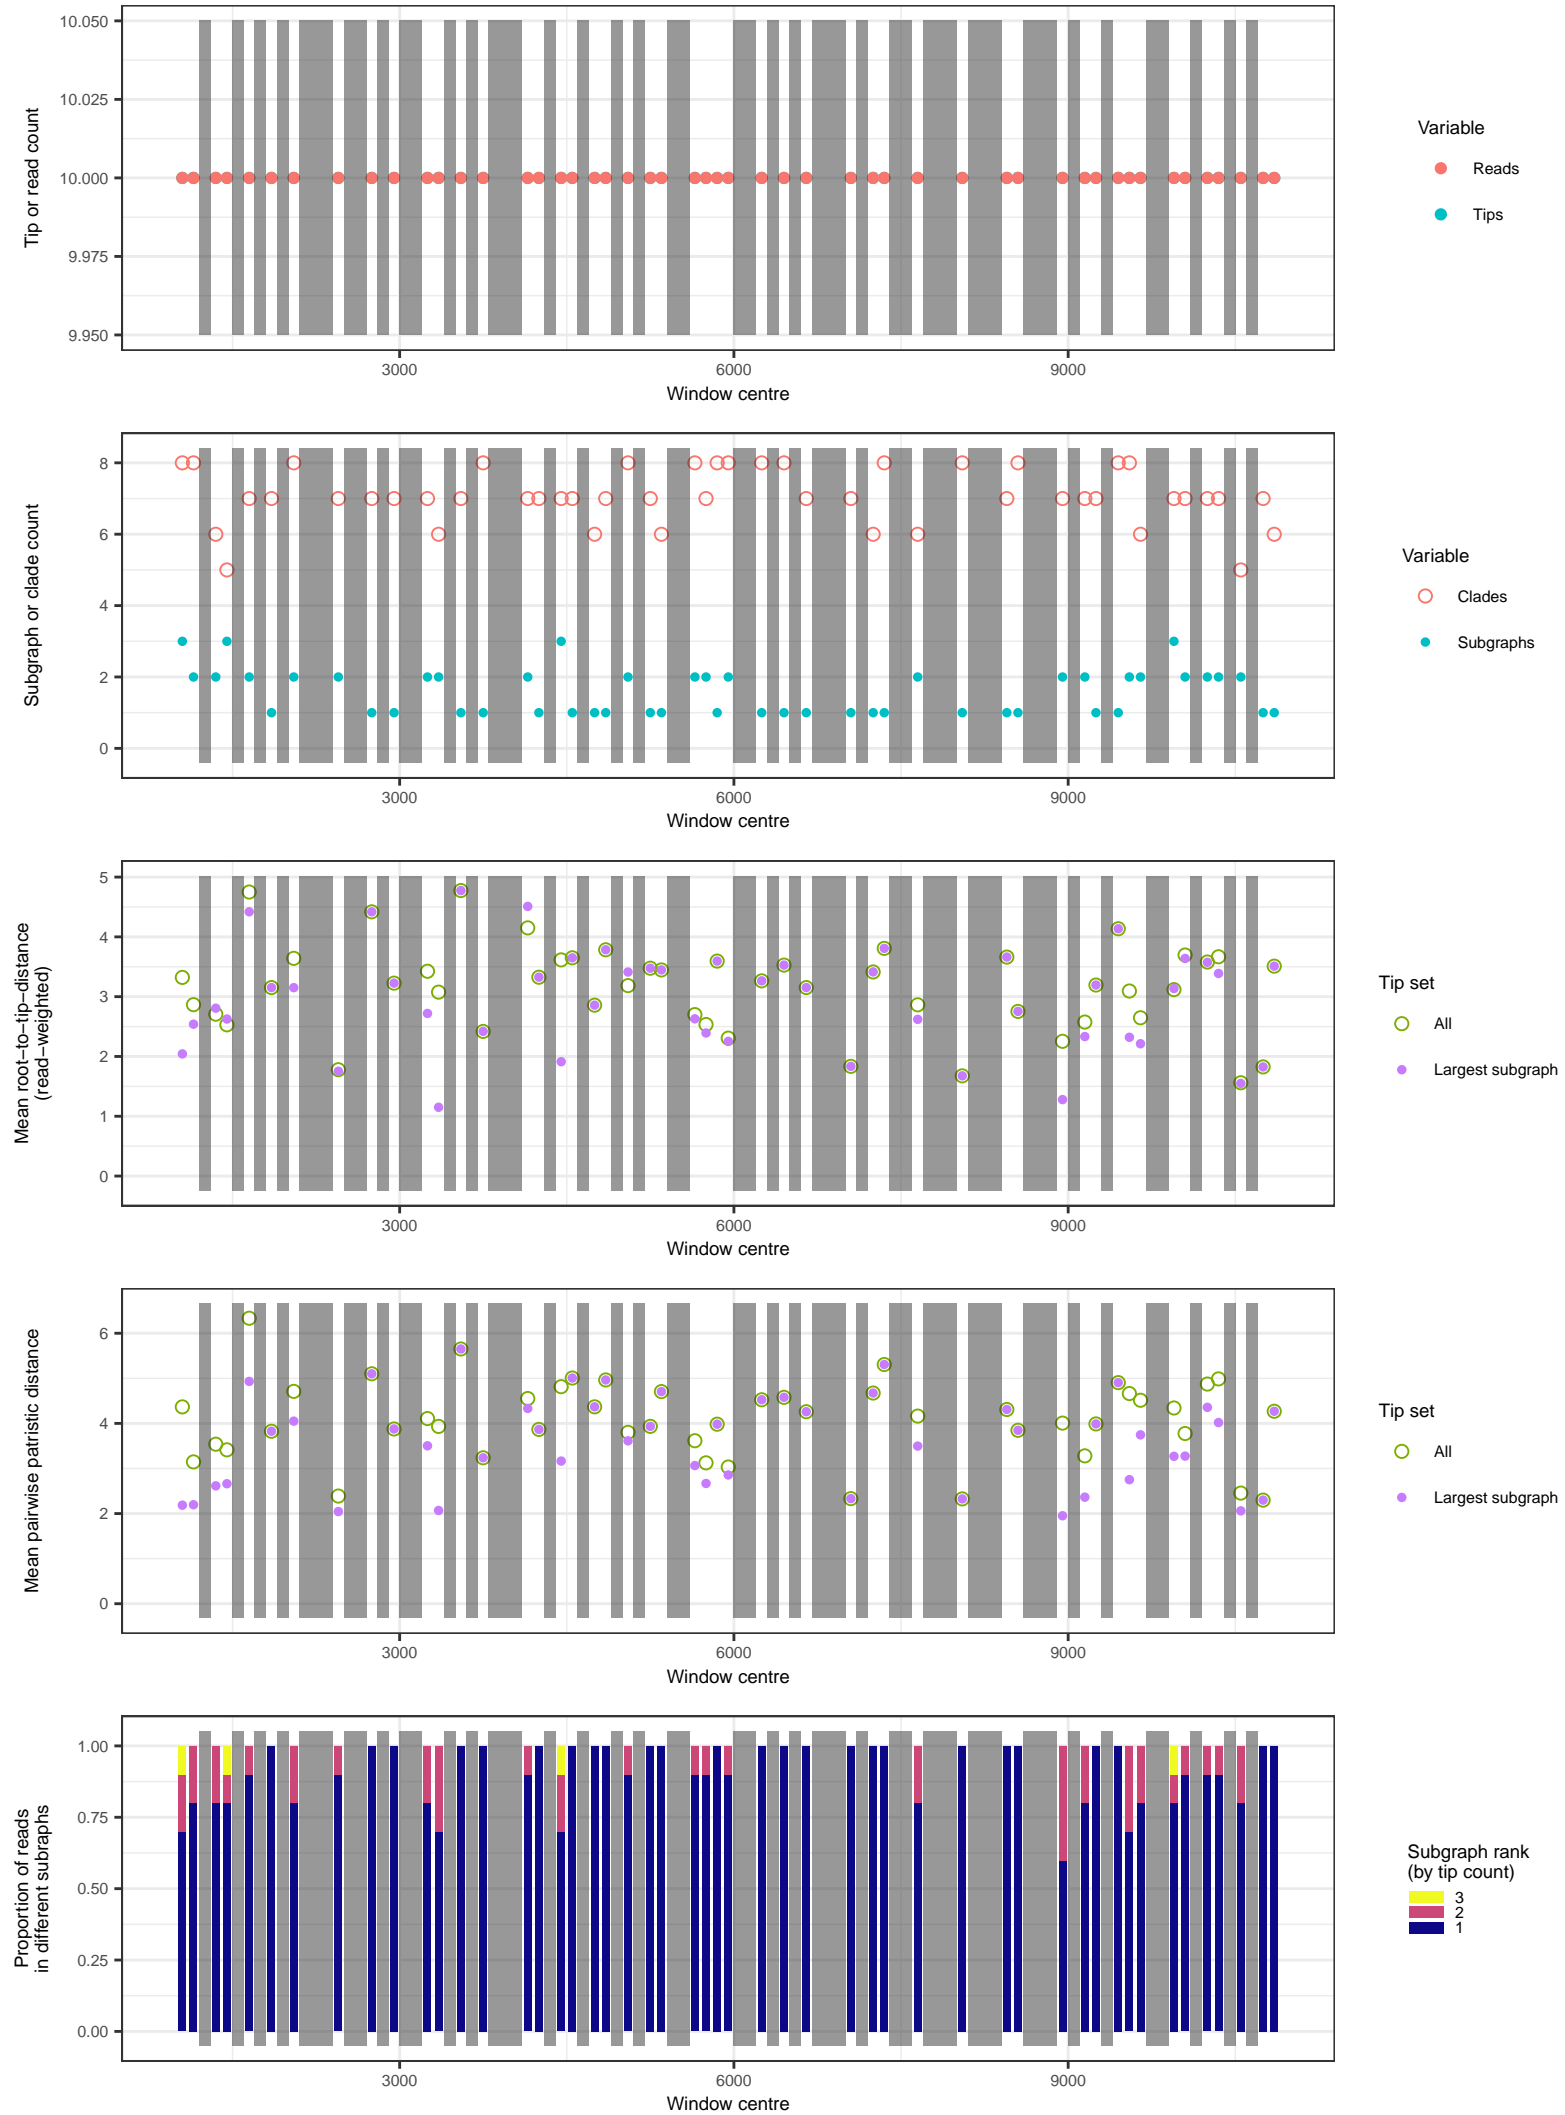 10.050
10.025
10.000
9.975
9.950
Tip or read count
3000
6000
9000
Window centre
Variable
Reads
Tips
8
6
4
2
0
Subgraph or clade count
3000
6000
9000
Window centre
Variable
Clades
Subgraphs
5
4
3
2
1
0
Mean root−to−tip−distance
(read−weighted)
3000
6000
9000
Window centre
Tip set
All
Largest subgraph
6
4
2
0
Mean pairwise patristic distance
3000
6000
9000
Window centre
Tip set
All
Largest subgraph
1.00
0.75
0.50
0.25
0.00
Proportion of reads
in different subraphs
3000
6000
9000
Window centre
Subgraph rank
(by tip count)
3
2
1